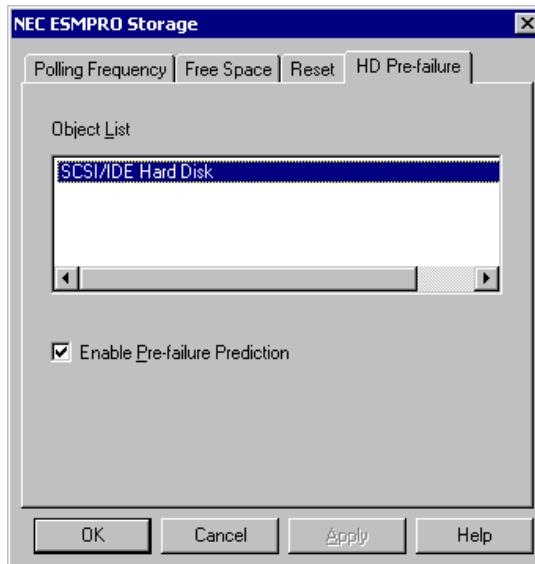 NEC ESMPRO Storage
Polling Frequency Free Space Reset HD Pre-failure
Object List
SCSI/IDE Hard Disk
Enable Pre-failure Prediction
OK Cancel Apply Help